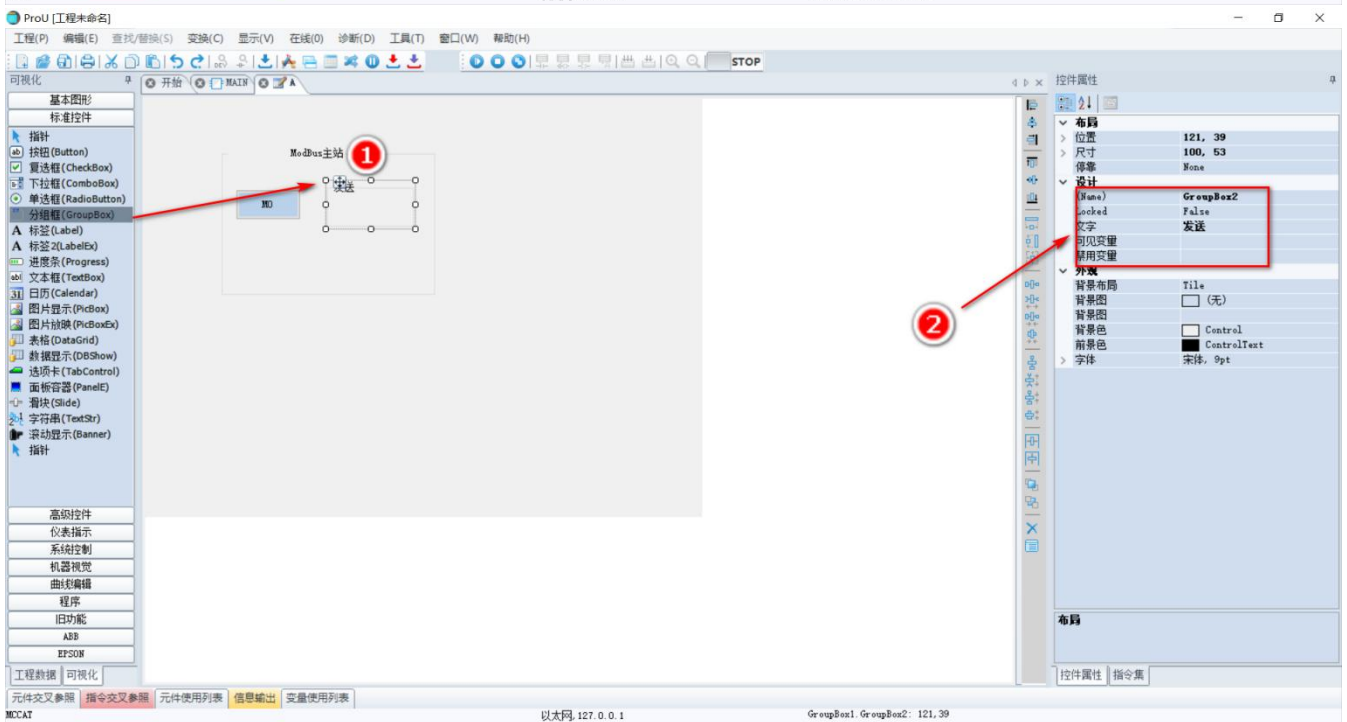 ProU [工程未命名]
工程(P) 编辑(E) 查找/替换(S) 变换(C) 显示(V) 在线(O) 诊断(D) 工具(T) 窗口(W) 帮助(H)
STOP
可视化
开始 MAIN A
控件属性
基本图形
标准控件
指针
按钮(Button)
复选框(CheckBox)
下拉框(ComboBox)
单选框(RadioButton)
分组框(GroupBox)
标签(Label)
标签2(LabelEx)
进度条(Progress)
文本框(TextBox)
日历(Calendar)
图片显示(PicBox)
图片放映(PicBoxEx)
表格(DataGrid)
数据显示(DBShow)
选项卡(TabControl)
面板容器(PanelE)
滑块(Slide)
字符串(TextStr)
滚动显示(Banner)
指针
高级控件
仪表指示
系统控制
机器视觉
曲线编辑
程序
旧功能
ABB
EPSON
工程数据 可视化
ModBus主站
1
发送
M0
2
布局
位置 121, 39
尺寸 100, 53
停靠 None
设计
(Name) GroupBox2
Locked False
文字 发送
可见变量
禁用变量
外观
背景布局 Tile
背景图 (无)
背景图
背景色 Control
前景色 ControlText
字体 宋体, 9pt
布局
控件属性 指令集
元件交叉参照 指令交叉参照 元件使用列表 信息输出 变量使用列表
MCCAT 以太网,127.0.0.1 GroupBox1.GroupBox2: 121,39